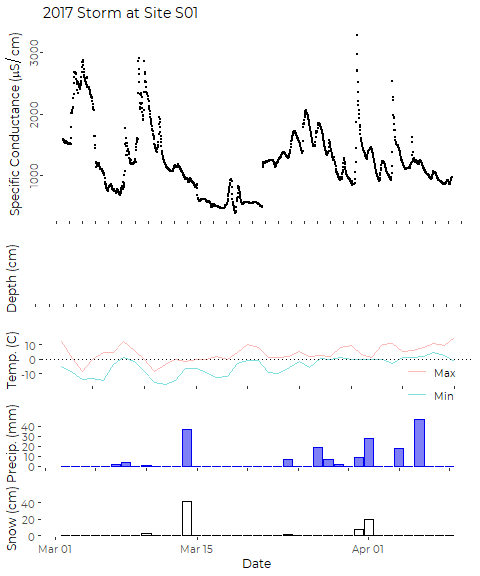 2017 Storm at Site S01
Specific Conductance (µS/cm)
3000
2000
1000
Depth (cm)
Temp. (C)
10
0
-10
Max
Min
Precip. (mm)
40
30
20
10
0
Snow (cm)
40
20
0
Mar 01
Mar 15
Apr 01
Date